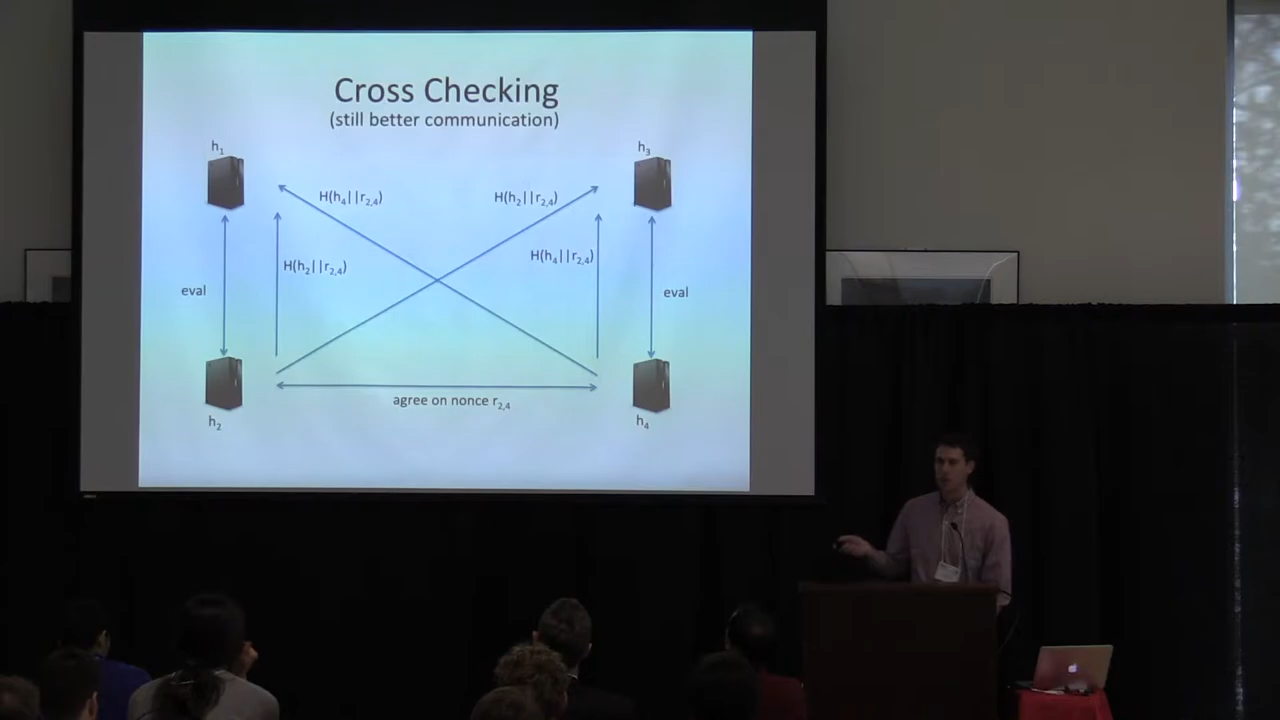 Cross Checking
(still better communication)
h₁
h₃
H(h₄||r₂,₄)
H(h₂||r₂,₄)
H(h₂||r₂,₄)
H(h₄||r₂,₄)
eval
eval
agree on nonce r₂,₄
h₂
h₄